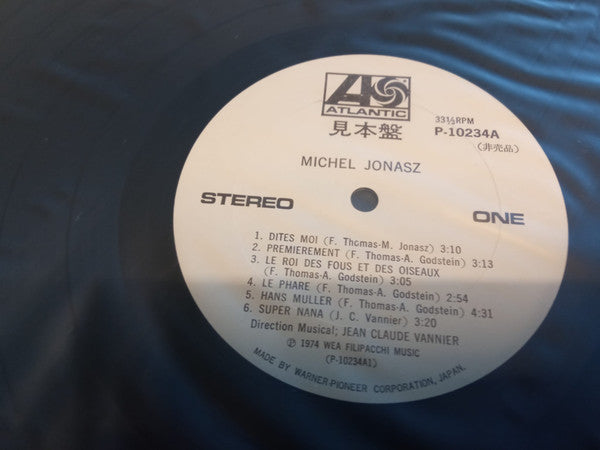 ATLANTIC
見本盤
33⅓RPM
P-10234A
(非売品)
MICHEL JONASZ
STEREO
ONE
1. DITES MOI (F. Thomas-M. Jonasz) 3:10
2. PREMIEREMENT (F. Thomas-A. Godstein) 3:13
3. LE ROI DES FOUS ET DES OISEAUX
(F. Thomas-A. Godstein) 3:05
4. LE PHARE (F. Thomas-A. Godstein) 2:54
5. HANS MULLER (F. Thomas-A. Godstein) 4:31
6. SUPER NANA (J. C. Vannier) 3:20
Direction Musical; JEAN CLAUDE VANNIER
Ⓟ 1974 WEA FILIPACCHI MUSIC
(P-10234A1)
MADE BY WARNER-PIONEER CORPORATION, JAPAN.